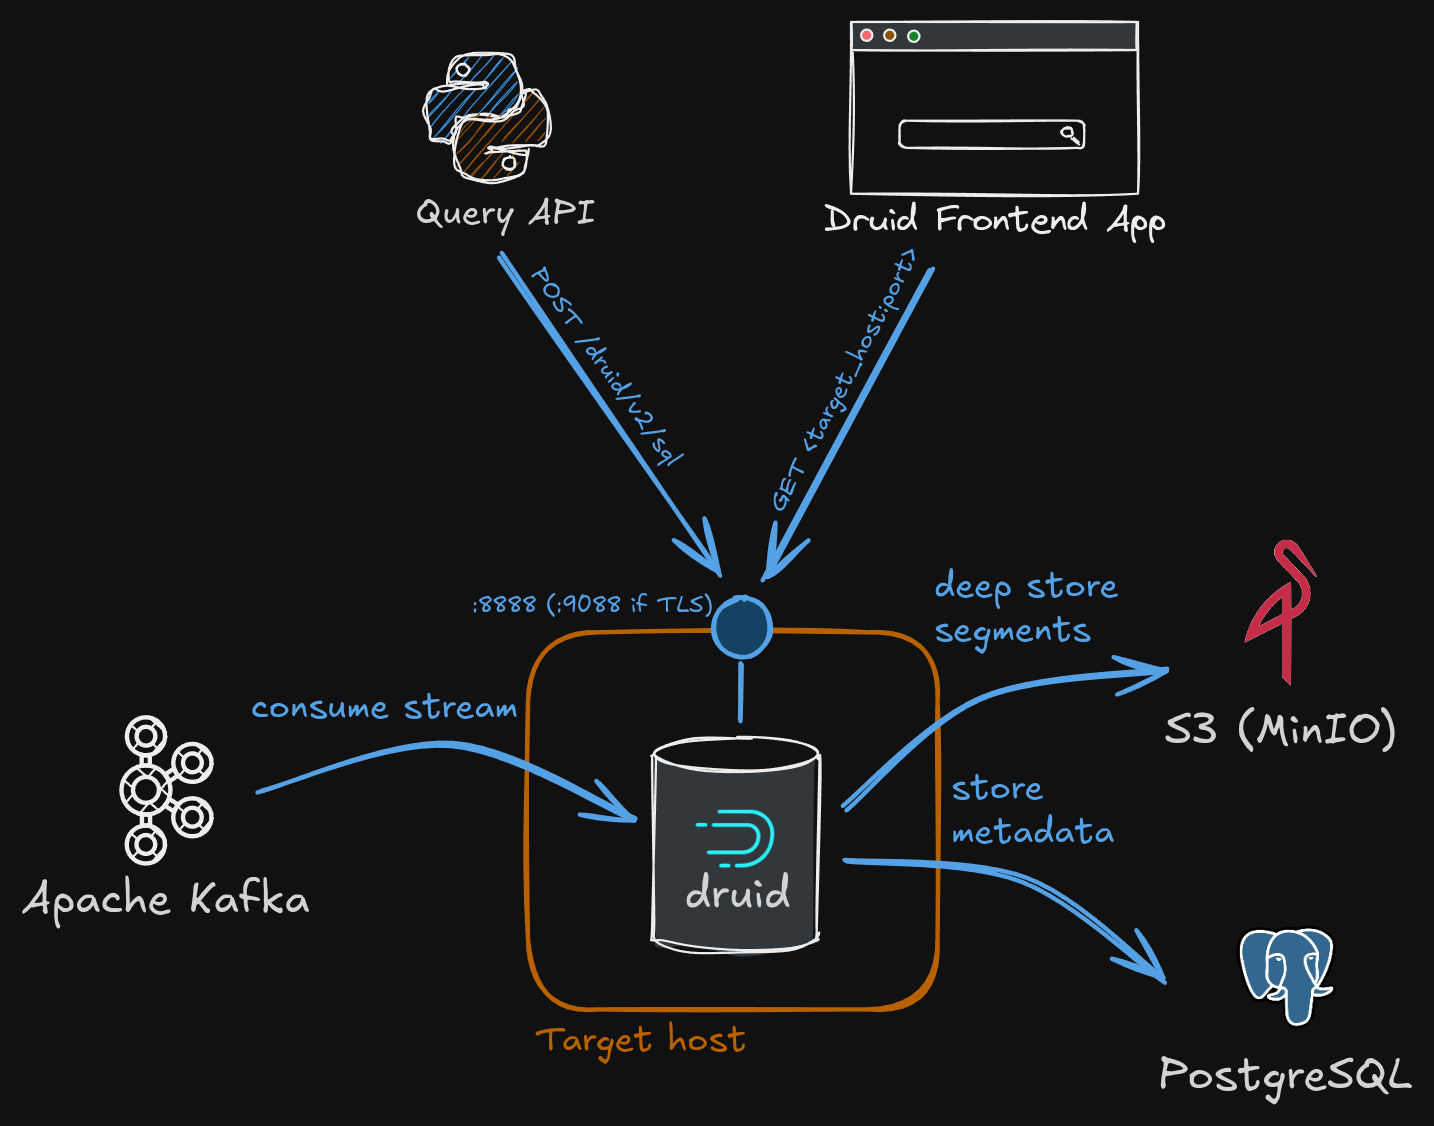 Query API
Druid Frontend App
POST /druid/v2/sql
GET <target_host:port>
:8888 (:9088 if TLS)
deep store
segments
consume stream
S3 (MinIO)
store
metadata
druid
Apache Kafka
Target host
PostgreSQL